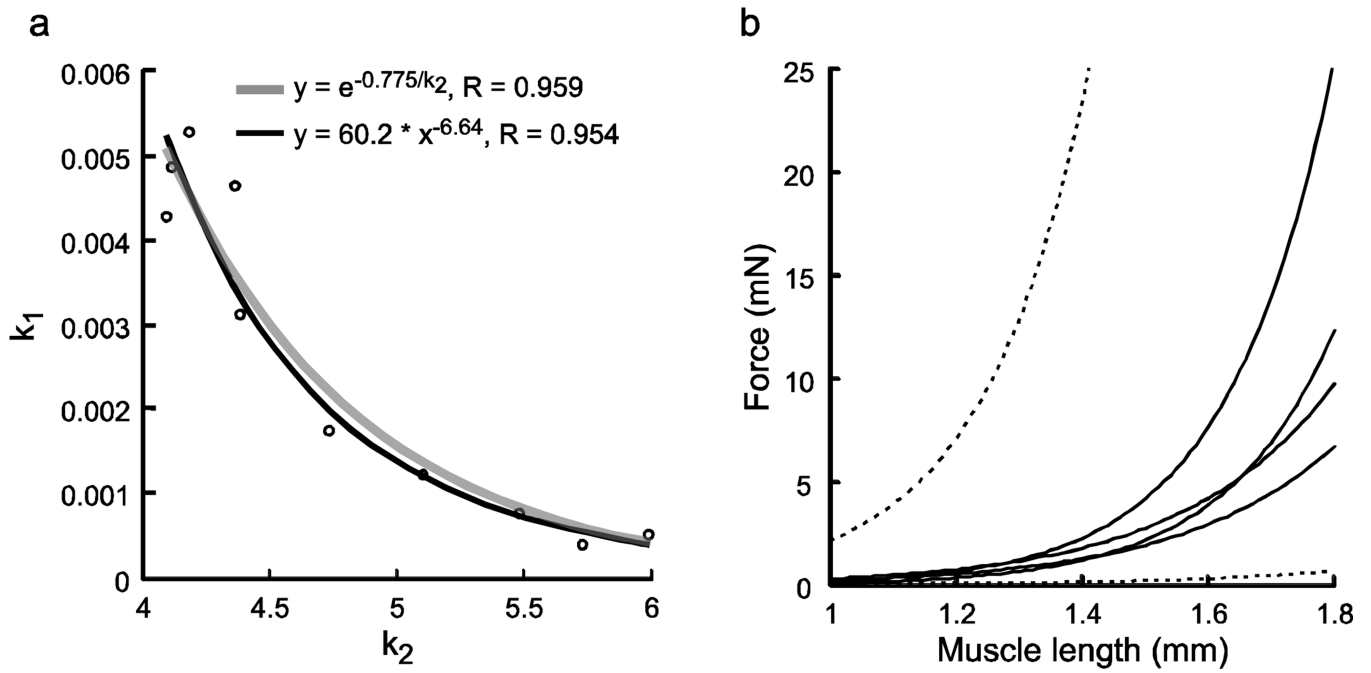 a
0.006
0.005
0.004
0.003
0.002
0.001
0
k1
4
4.5
5
5.5
6
k2
y = e-0.775/k2, R = 0.959
y = 60.2 * x-6.64, R = 0.954
b
25
20
15
10
5
0
Force (mN)
1
1.2
1.4
1.6
1.8
Muscle length (mm)